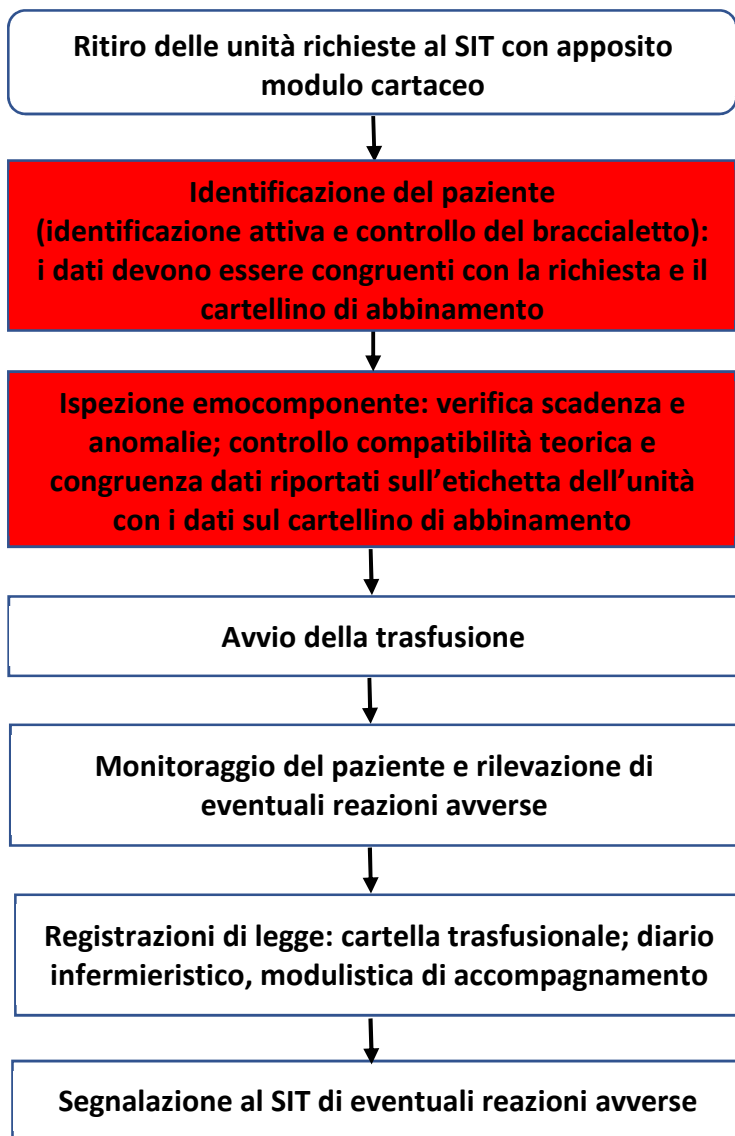 Ritiro delle unità richieste al SIT con apposito
modulo cartaceo
Identificazione del paziente
(identificazione attiva e controllo del braccialetto):
i dati devono essere congruenti con la richiesta e il
cartellino di abbinamento
Ispezione emocomponente: verifica scadenza e
anomalie; controllo compatibilità teorica e
congruenza dati riportati sull’etichetta dell’unità
con i dati sul cartellino di abbinamento
Avvio della trasfusione
Monitoraggio del paziente e rilevazione di
eventuali reazioni avverse
Registrazioni di legge: cartella trasfusionale; diario
infermieristico, modulistica di accompagnamento
Segnalazione al SIT di eventuali reazioni avverse